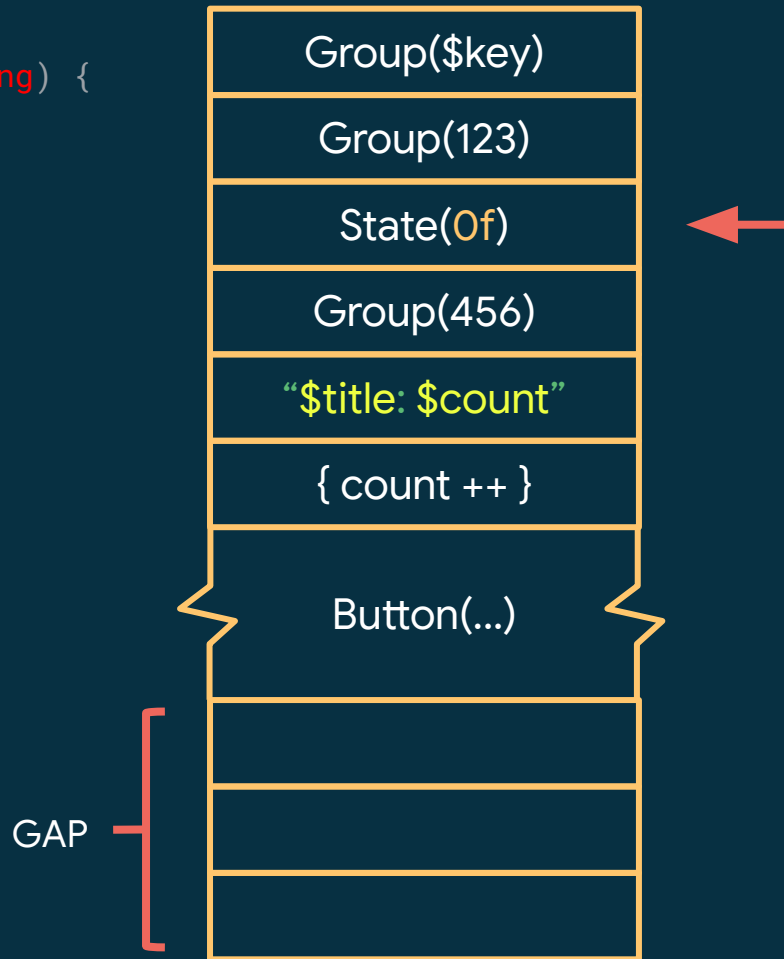 ng) {
Group($key)
Group(123)
State(0f)
Group(456)
“$title: $count”
{ count ++ }
Button(...)
GAP